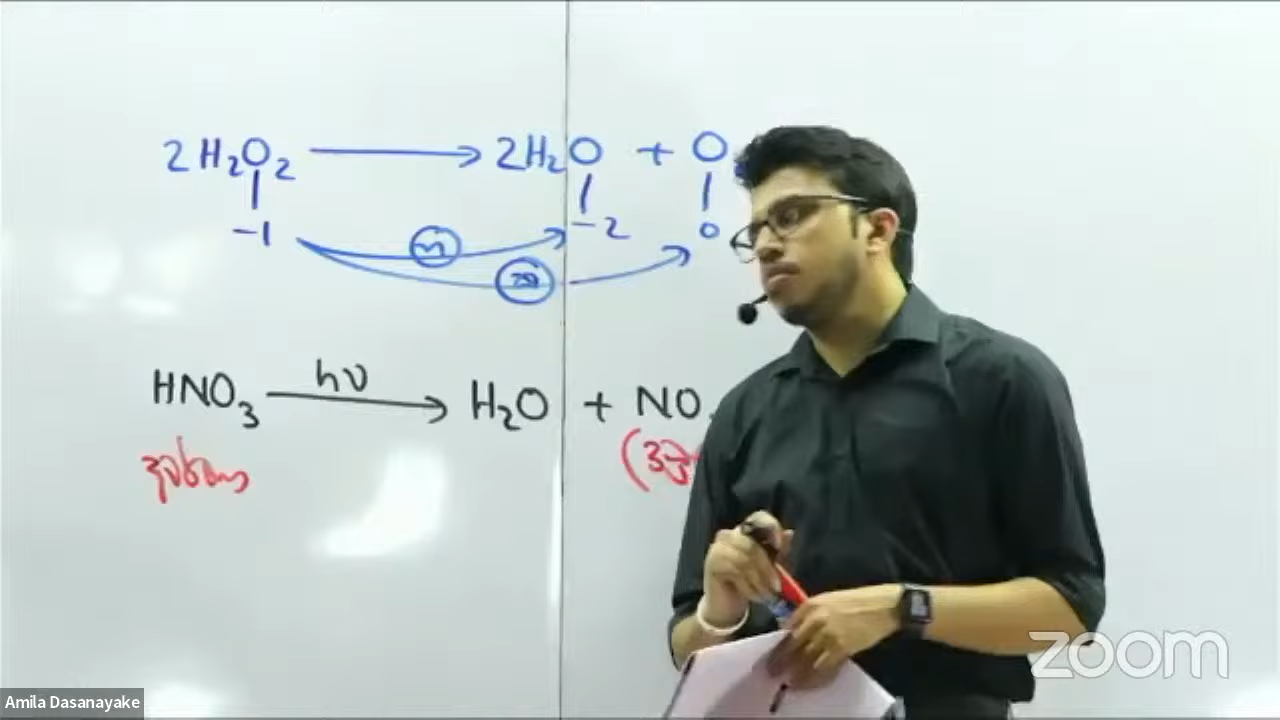 2H₂O₂ → 2H₂O + O
-1 -2 0
HNO₃ hν → H₂O + NO
zoom
Amila Dasanayake